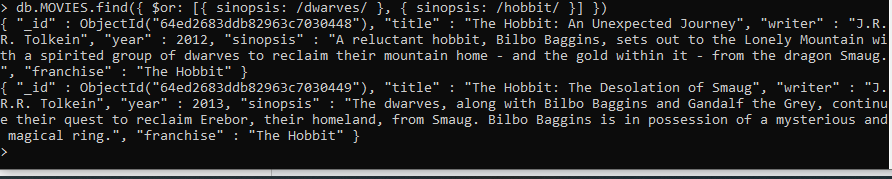 > db.MOVIES.find({ $or: [{ sinopsis: /dwarves/ }, { sinopsis: /hobbit/ }] })
{ "_id" : ObjectId("64ed2683ddb82963c7030448"), "title" : "The Hobbit: An Unexpected Journey", "writer" : "J.R.
R. Tolkein", "year" : 2012, "sinopsis" : "A reluctant hobbit, Bilbo Baggins, sets out to the Lonely Mountain wi
th a spirited group of dwarves to reclaim their mountain home - and the gold within it - from the dragon Smaug.
", "franchise" : "The Hobbit" }
{ "_id" : ObjectId("64ed2683ddb82963c7030449"), "title" : "The Hobbit: The Desolation of Smaug", "writer" : "J.
R.R. Tolkein", "year" : 2013, "sinopsis" : "The dwarves, along with Bilbo Baggins and Gandalf the Grey, continu
e their quest to reclaim Erebor, their homeland, from Smaug. Bilbo Baggins is in possession of a mysterious and
 magical ring.", "franchise" : "The Hobbit" }
>